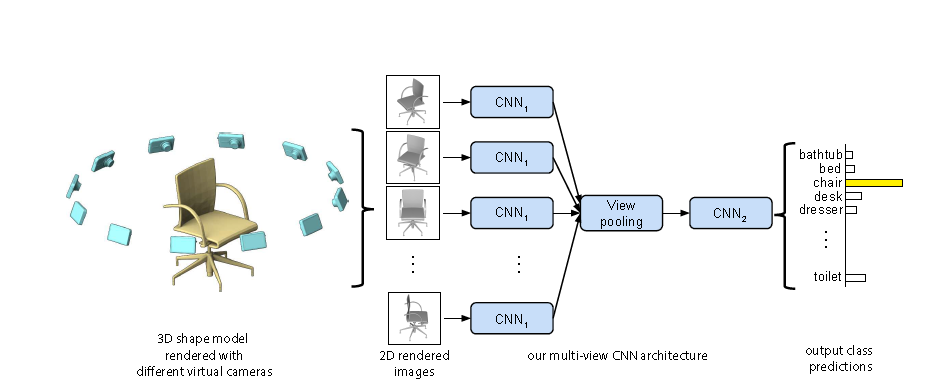 CNN1
CNN1
CNN1
CNN1
View
pooling
CNN2
bathtub
bed
chair
desk
dresser
toilet
3D shape model
rendered with
different virtual cameras
2D rendered
images
our multi-view CNN architecture
output class
predictions